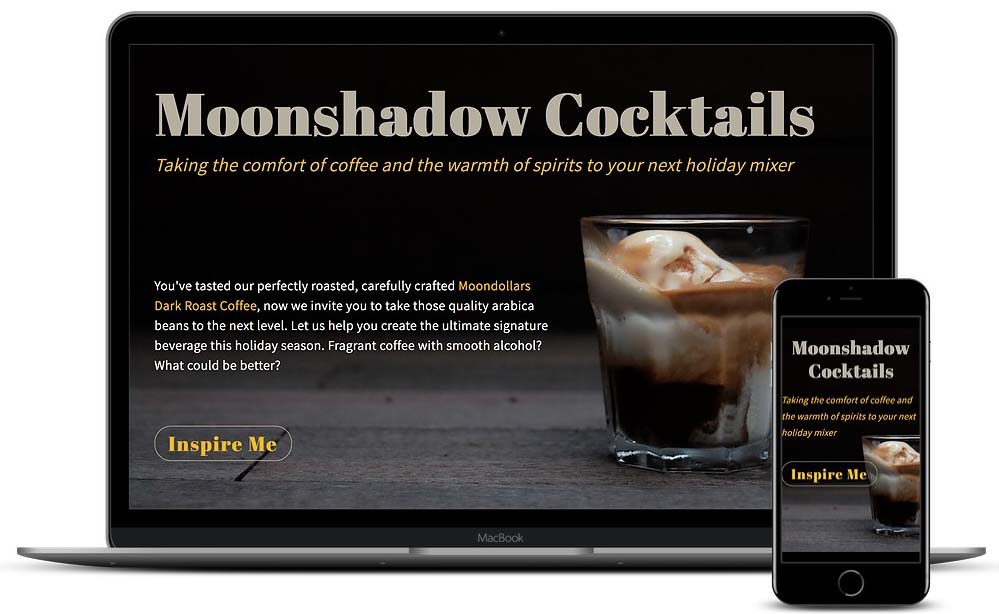 Moonshadow Cocktails
Taking the comfort of coffee and the warmth of spirits to your next holiday mixer
You've tasted our perfectly roasted, carefully crafted Moondollars
Dark Roast Coffee, now we invite you to take those quality arabica
beans to the next level. Let us help you create the ultimate signature
beverage this holiday season. Fragrant coffee with smooth alcohol?
What could be better?
Inspire Me
MacBook
Moonshadow
Cocktails
Taking the comfort of coffee and
the warmth of spirits to your next
holiday mixer
Inspire Me